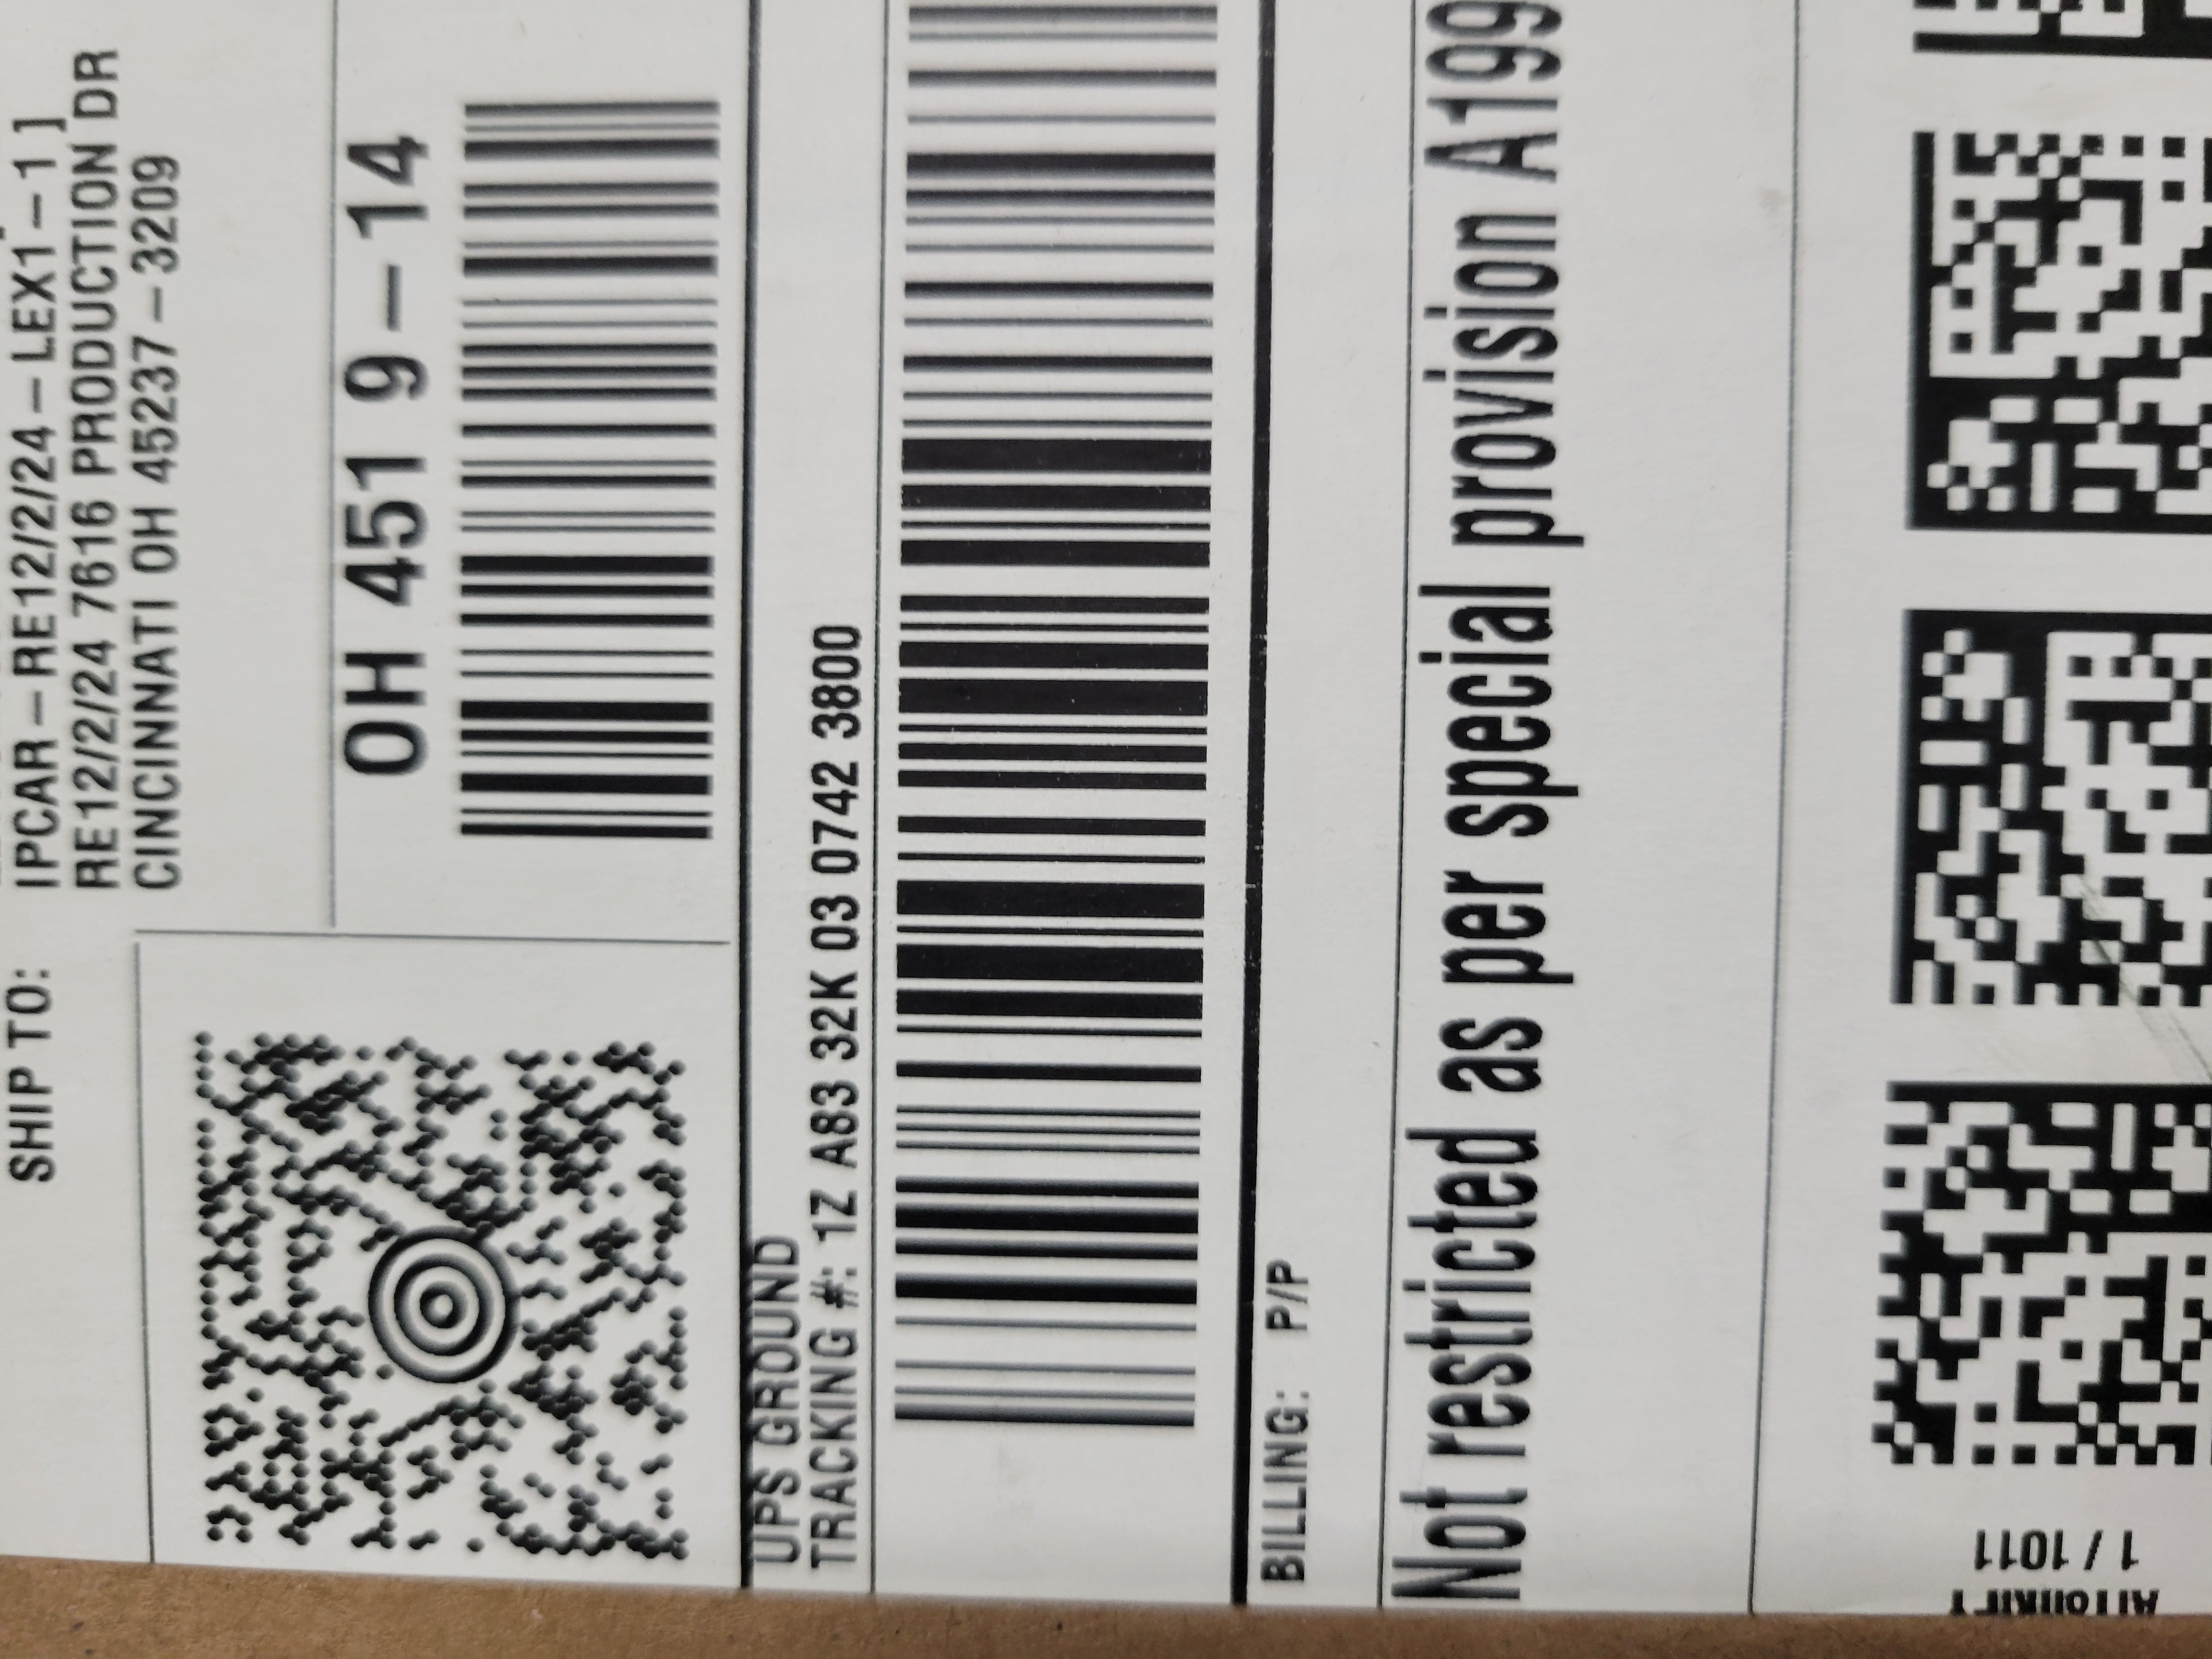 SHIP TO:
IPCAR-RE12/2/24-LEX1-11]
RE12/2/24 7616 PRODUCTION DR
CINCINNATI OH 45237-3209
OH 451 9-14
UPS GROUND
TRACKING #: 1Z A83 32K 03 0742 3800
BILLING: P/P
Not restricted as per special provision A199
1/1011